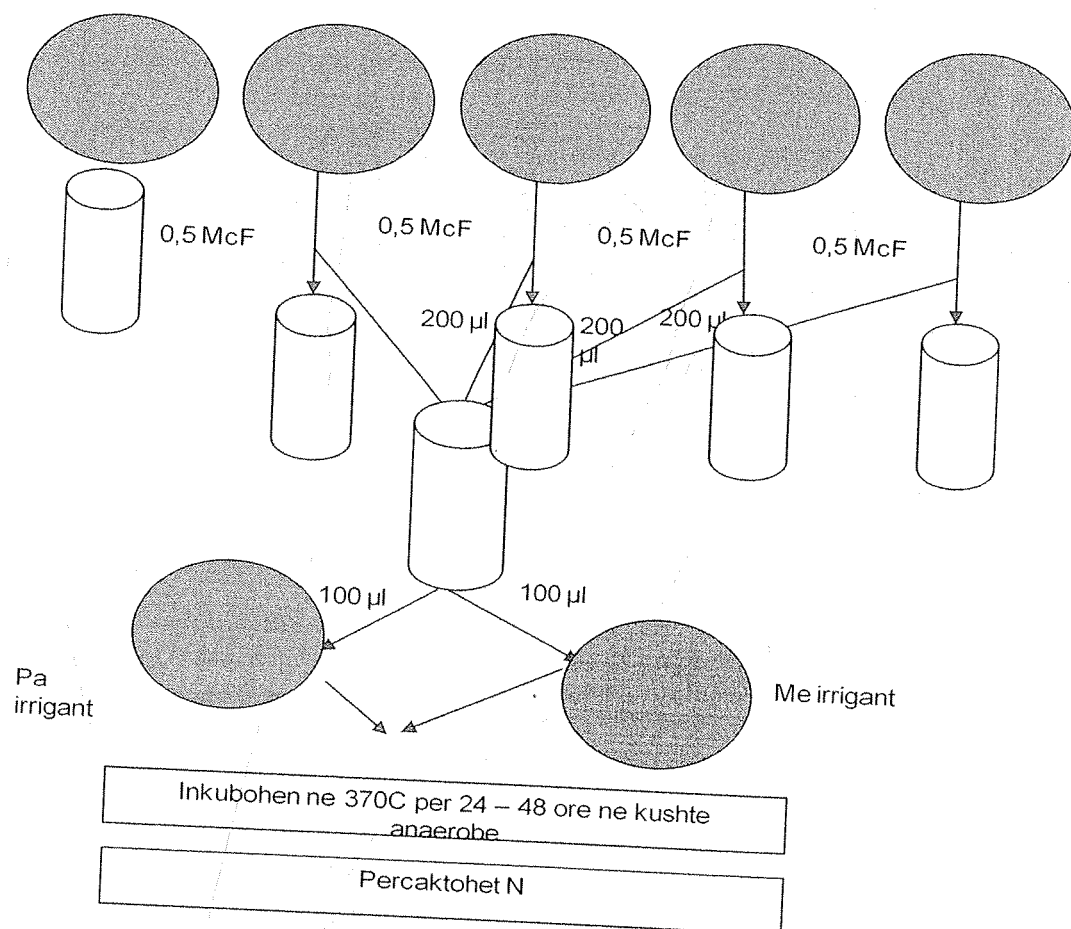 0,5 McF
0,5 McF
0,5 McF
0,5 McF
200 µl
200
µl
200 µl
100 µl
100 µl
Pa
irrigant
Me irrigant
Inkubohen ne 370C per 24 – 48 ore ne kushte
anaerobe
Percaktohet N